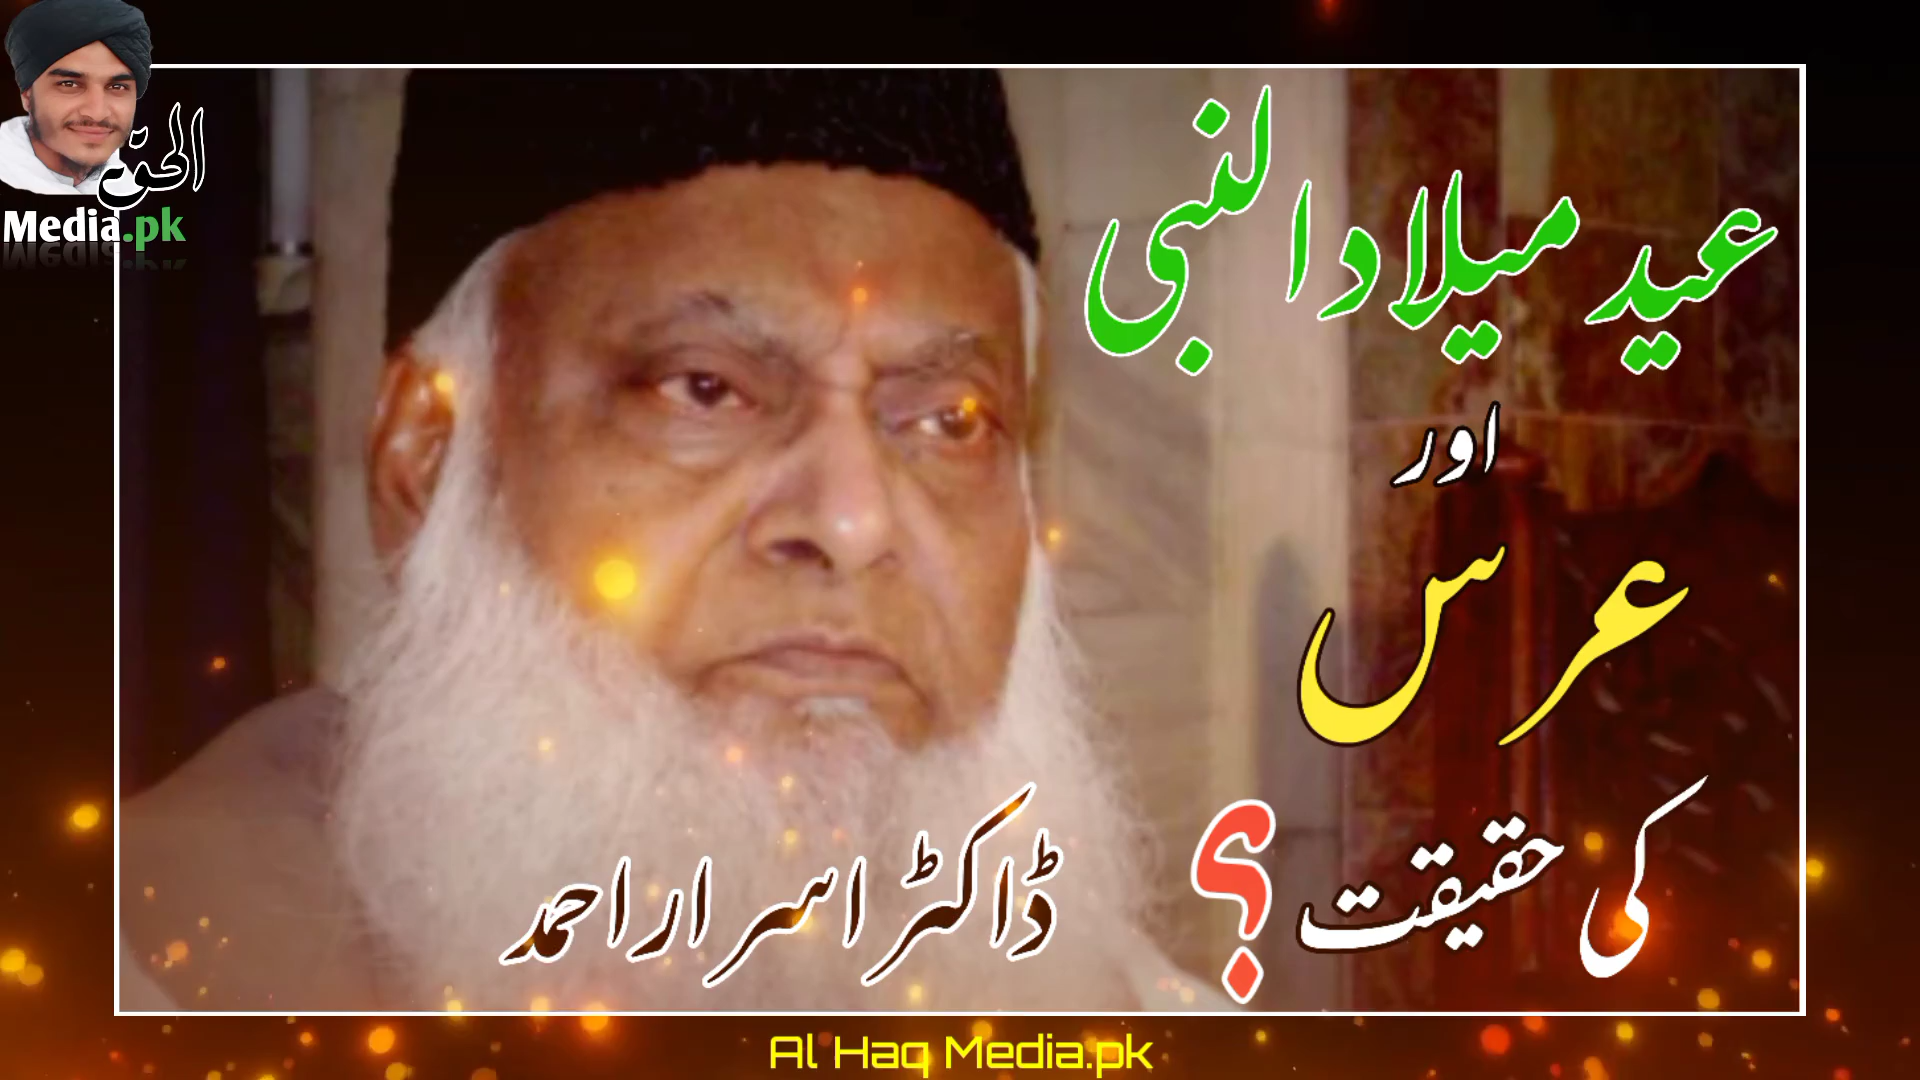 الحق
Media.pk
عید میلاد النبی
اور
عرس
کی حقیقت ؟
ڈاکٹر اسرار احمد
Al Haq Media.pk